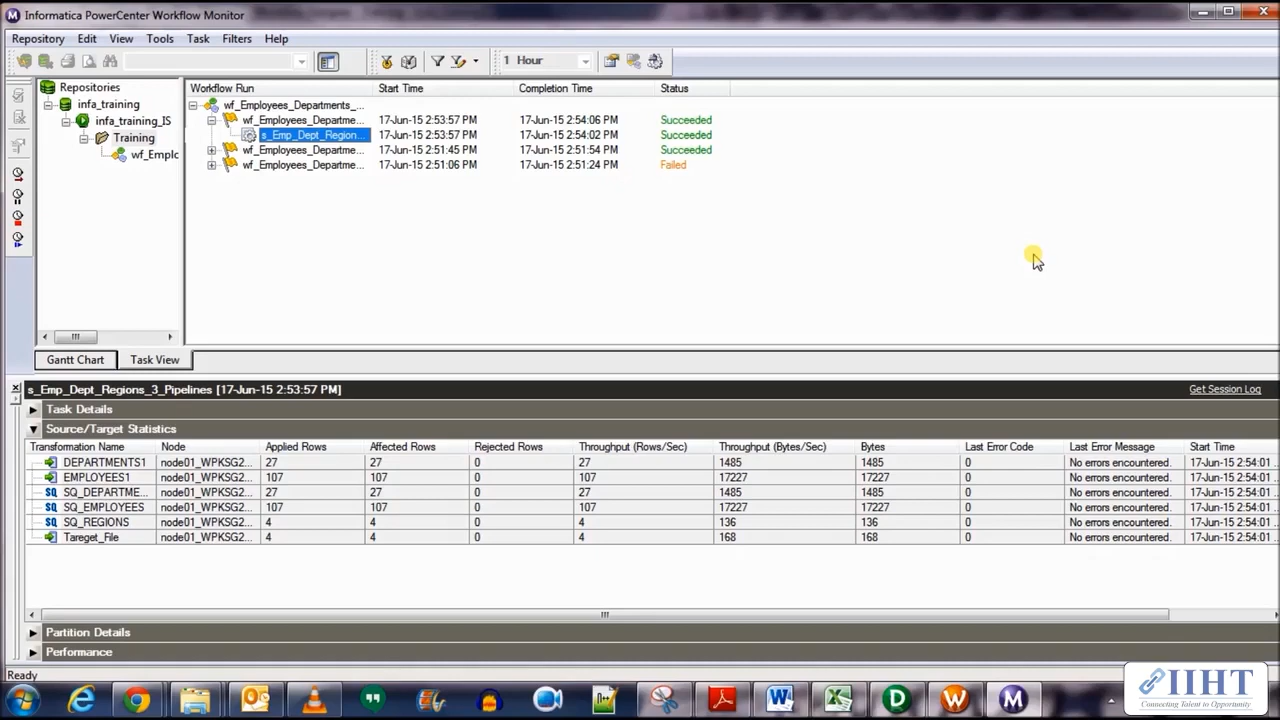 Informatica PowerCenter Workflow Monitor
Repository Edit View Tools Task Filters Help
1 Hour
Repositories
infa_training
infa_training_IS
Training
wf_Emplc
Workflow Run Start Time Completion Time Status
wf_Employees_Departments_...
wf_Employees_Departme... 17-Jun-15 2:53:57 PM 17-Jun-15 2:54:06 PM Succeeded
s_Emp_Dept_Region... 17-Jun-15 2:53:57 PM 17-Jun-15 2:54:02 PM Succeeded
wf_Employees_Departme... 17-Jun-15 2:51:45 PM 17-Jun-15 2:51:54 PM Succeeded
wf_Employees_Departme... 17-Jun-15 2:51:06 PM 17-Jun-15 2:51:24 PM Failed
Gantt Chart Task View
s_Emp_Dept_Regions_3_Pipelines [17-Jun-15 2:53:57 PM] Get Session Log
Task Details
Source/Target Statistics
Transformation Name Node Applied Rows Affected Rows Rejected Rows Throughput (Rows/Sec) Throughput (Bytes/Sec) Bytes Last Error Code Last Error Message Start Time
DEPARTMENTS1 node01_WPKSG2... 27 27 0 27 1485 1485 0 No errors encountered. 17-Jun-15 2:54:01 ..
EMPLOYEES1 node01_WPKSG2... 107 107 0 107 17227 17227 0 No errors encountered. 17-Jun-15 2:54:01 ..
SQ SQ_DEPARTME... node01_WPKSG2... 27 27 0 27 1485 1485 0 No errors encountered. 17-Jun-15 2:54:01 ..
SQ SQ_EMPLOYEES node01_WPKSG2... 107 107 0 107 17227 17227 0 No errors encountered. 17-Jun-15 2:54:01 ..
SQ SQ_REGIONS node01_WPKSG2... 4 4 0 4 136 136 0 No errors encountered. 17-Jun-15 2:54:01 ..
Tareget_File node01_WPKSG2... 4 4 0 4 168 168 0 No errors encountered. 17-Jun-15 2:54:01 ..
Partition Details
Performance
Ready
IIHT
Connecting Talent to Opportunity